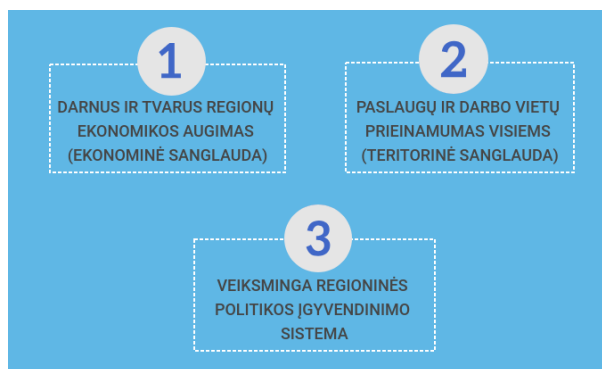 1
DARNUS IR TVARUS REGIONŲ
EKONOMIKOS AUGIMAS
(EKONOMINĖ SANGLAUDA)
2
PASLAUGŲ IR DARBO VIETŲ
PRIEINAMUMAS VISIEMS
(TERITORINĖ SANGLAUDA)
3
VEIKSMINGA REGIONINĖS
POLITIKOS ĮGYVENDINIMO
SISTEMA